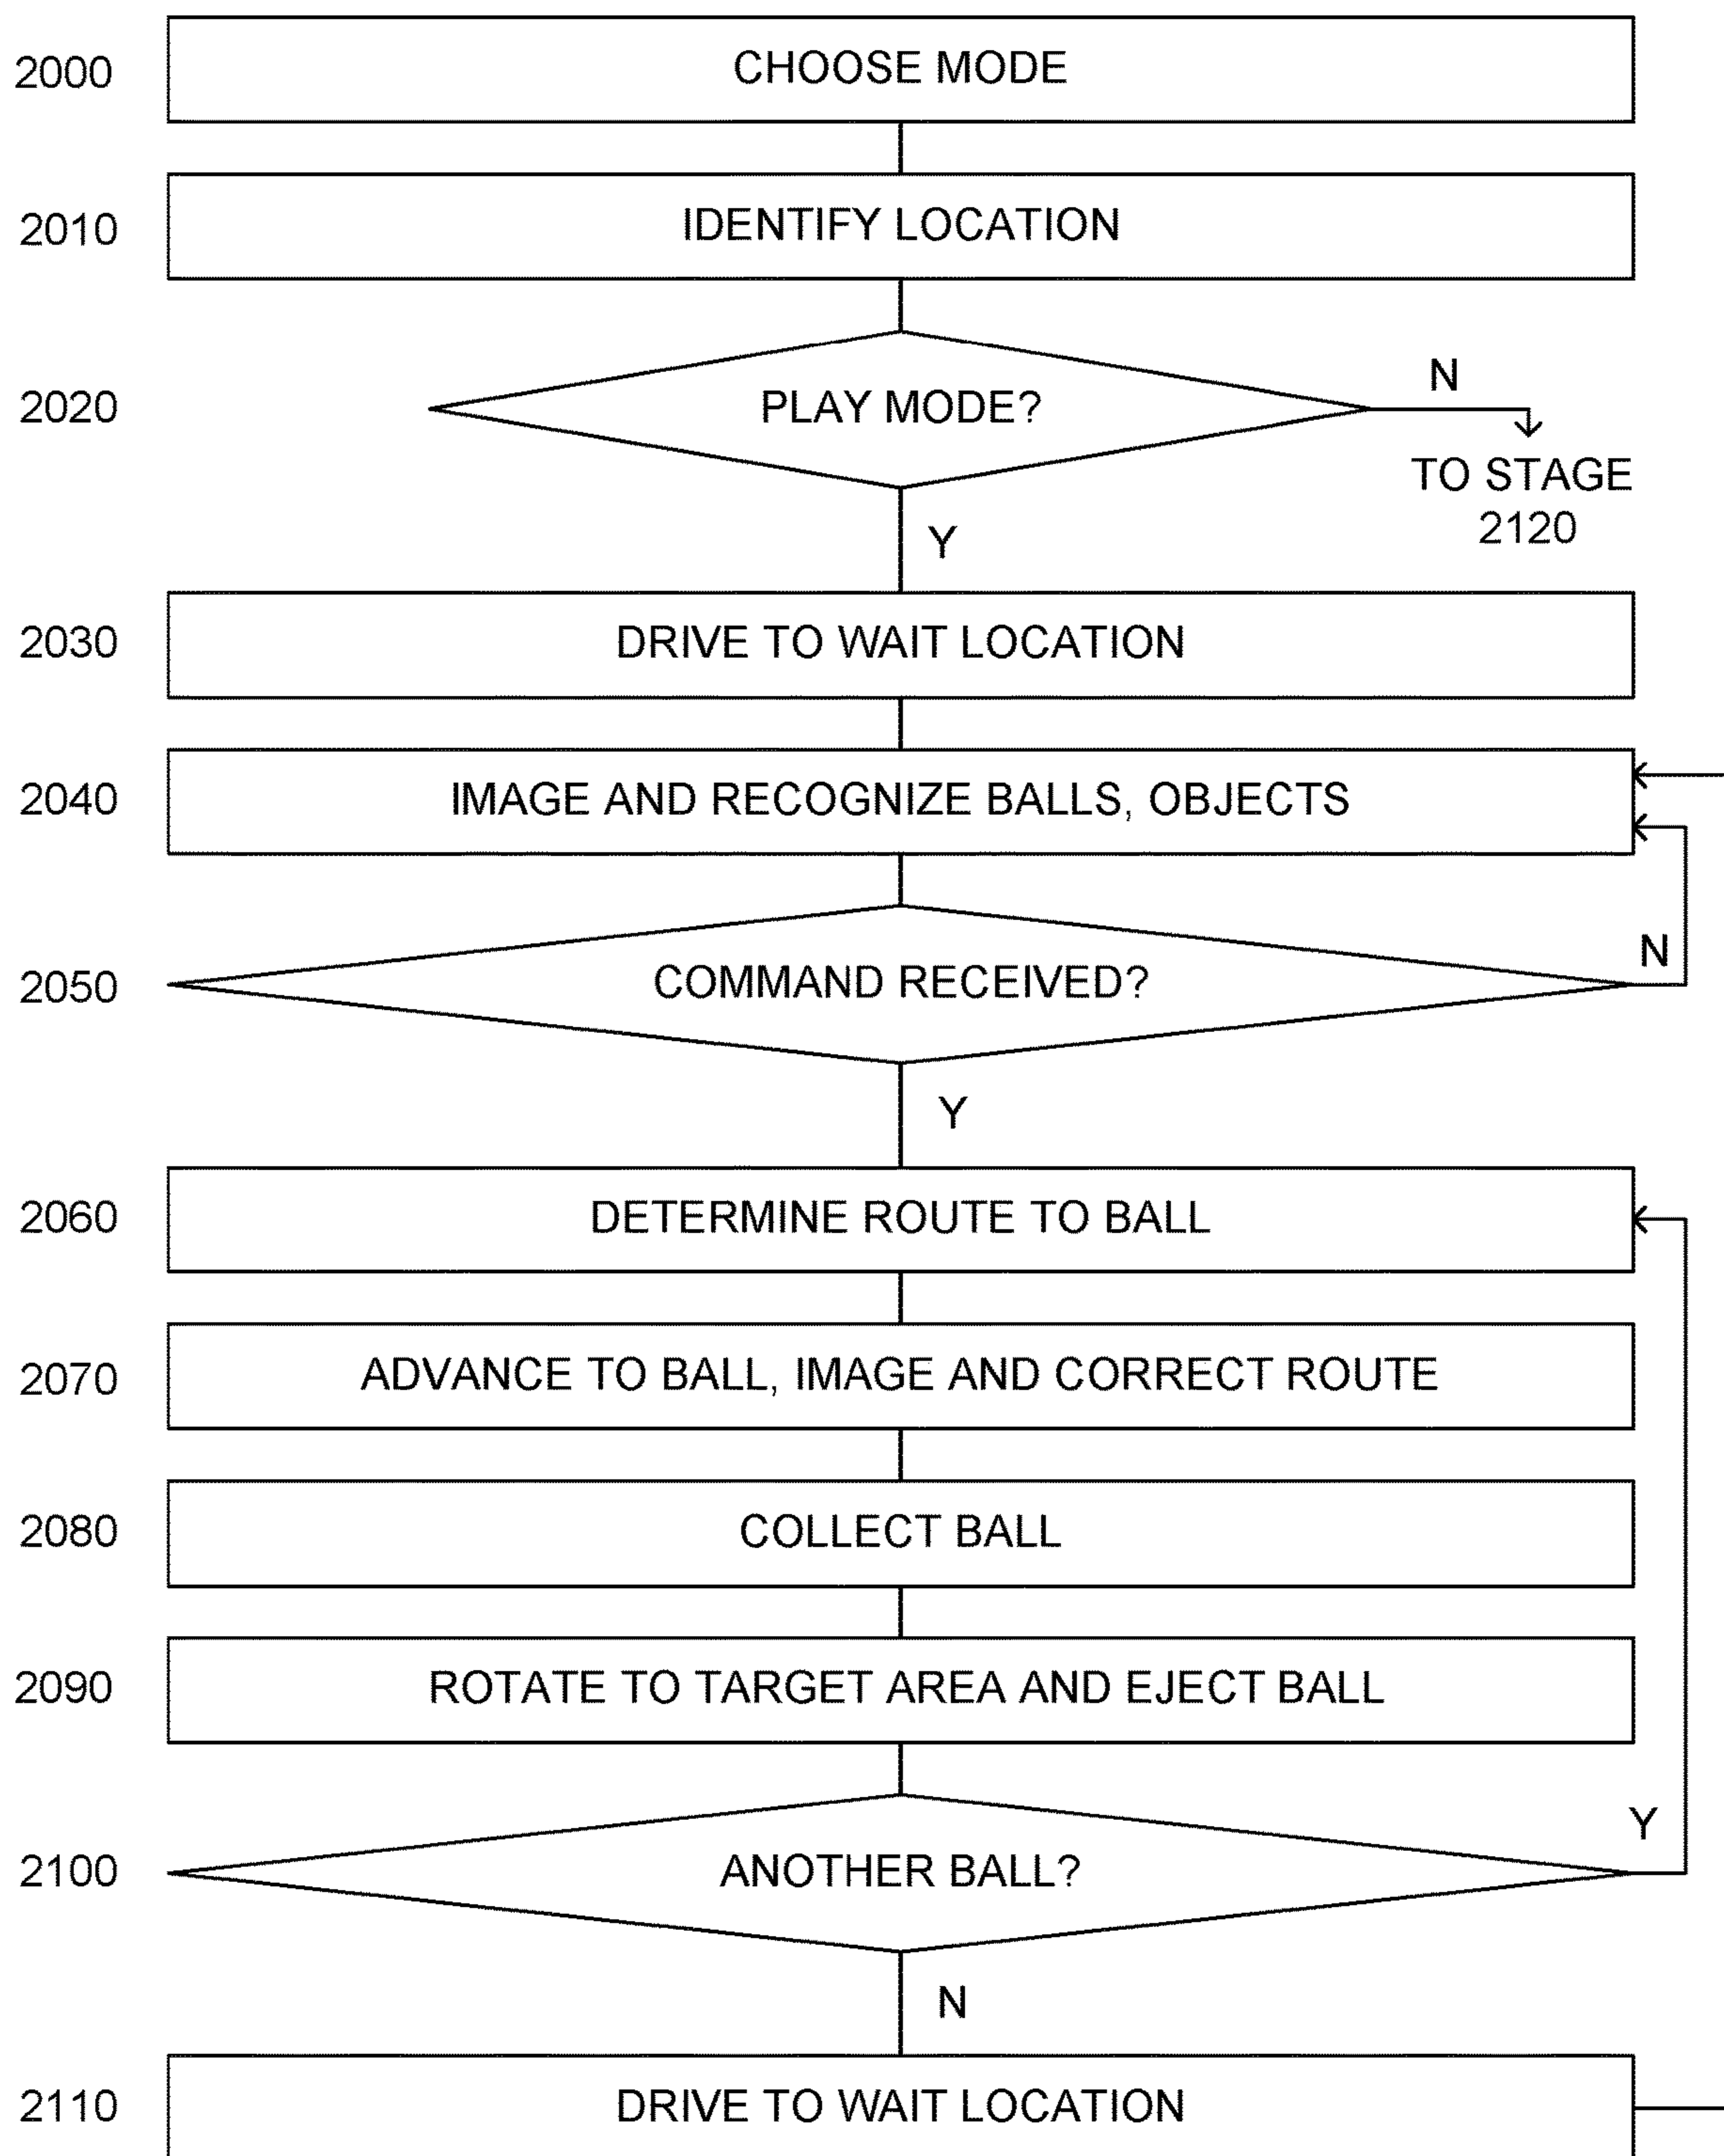 2000 CHOOSE MODE
2010 IDENTIFY LOCATION
2020 PLAY MODE? N
TO STAGE
2120
Y
2030 DRIVE TO WAIT LOCATION
2040 IMAGE AND RECOGNIZE BALLS, OBJECTS
2050 COMMAND RECEIVED? N
Y
2060 DETERMINE ROUTE TO BALL
2070 ADVANCE TO BALL, IMAGE AND CORRECT ROUTE
2080 COLLECT BALL
2090 ROTATE TO TARGET AREA AND EJECT BALL
2100 ANOTHER BALL? Y
N
2110 DRIVE TO WAIT LOCATION